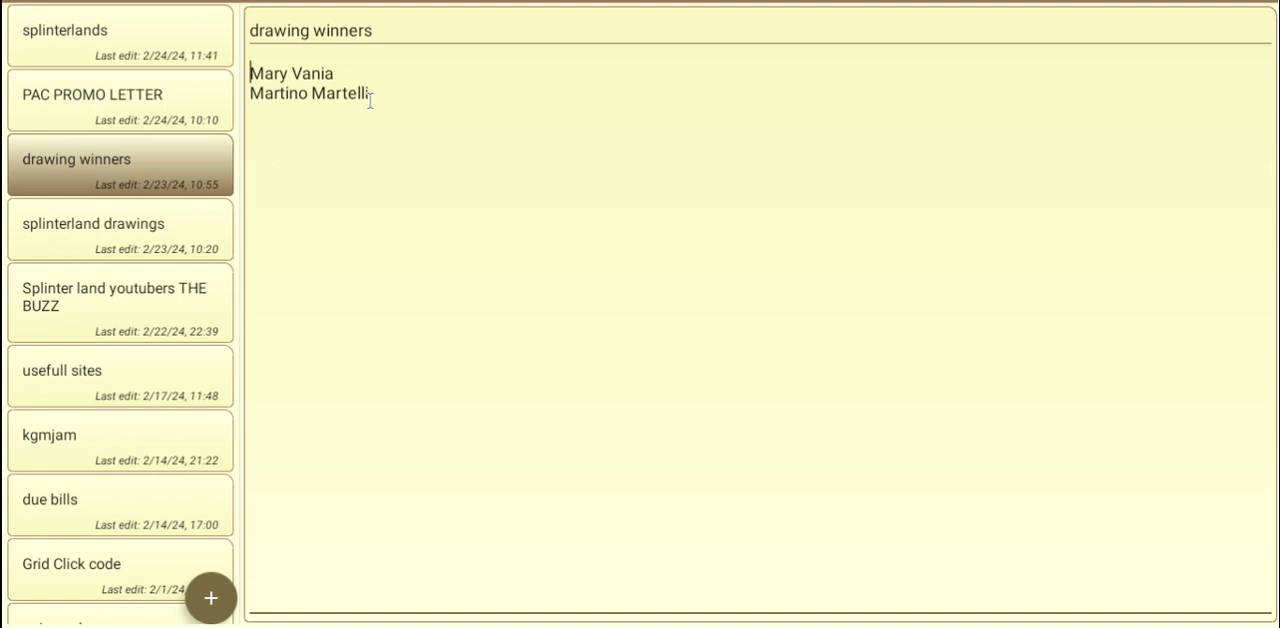 splinterlands
Last edit: 2/24/24, 11:41
PAC PROMO LETTER
Last edit: 2/24/24, 10:10
drawing winners
Last edit: 2/23/24, 10:55
splinterland drawings
Last edit: 2/23/24, 10:20
Splinter land youtubers THE
BUZZ
Last edit: 2/22/24, 22:39
usefull sites
Last edit: 2/17/24, 11:48
kgmjam
Last edit: 2/14/24, 21:22
due bills
Last edit: 2/14/24, 17:00
Grid Click code
Last edit: 2/1/24
+
drawing winners
Mary Vania
Martino Martelli